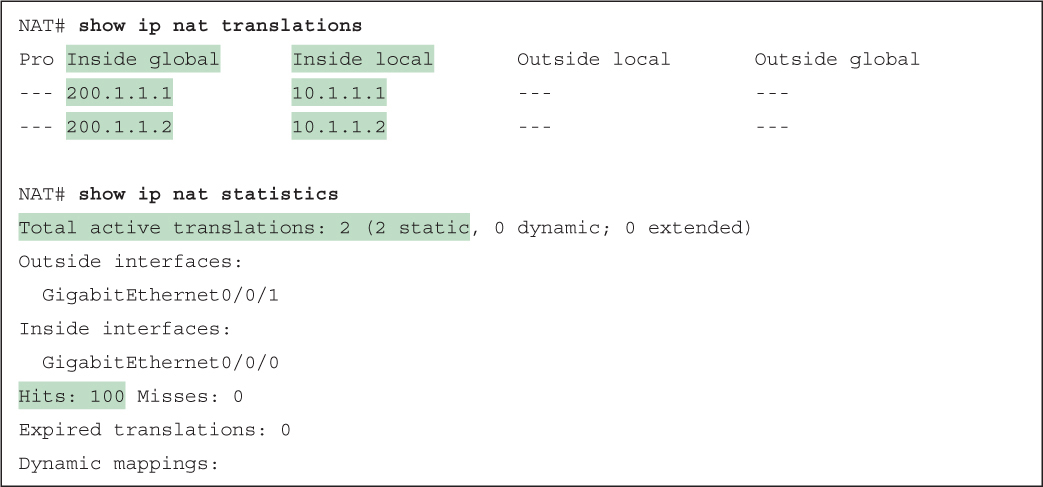 NAT# show ip nat translations
Pro Inside global Inside local Outside local Outside global
--- 200.1.1.1 10.1.1.1 --- ---
--- 200.1.1.2 10.1.1.2 --- ---
NAT# show ip nat statistics
Total active translations: 2 (2 static, 0 dynamic; 0 extended)
Outside interfaces:
GigabitEthernet0/0/1
Inside interfaces:
GigabitEthernet0/0/0
Hits: 100 Misses: 0
Expired translations: 0
Dynamic mappings: